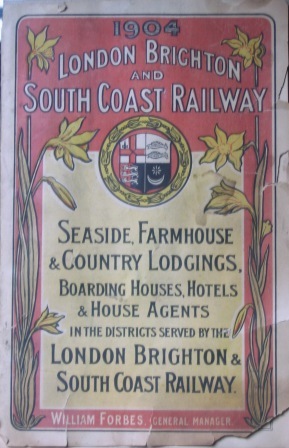 1904
LONDON BRIGHTON
AND
SOUTH COAST RAILWAY
SEASIDE, FARMHOUSE
& COUNTRY LODGINGS,
BOARDING HOUSES, HOTELS
& HOUSE AGENTS
IN THE DISTRICTS SERVED BY THE
LONDON BRIGHTON &
SOUTH COAST RAILWAY.
WILLIAM FORBES, GENERAL MANAGER.